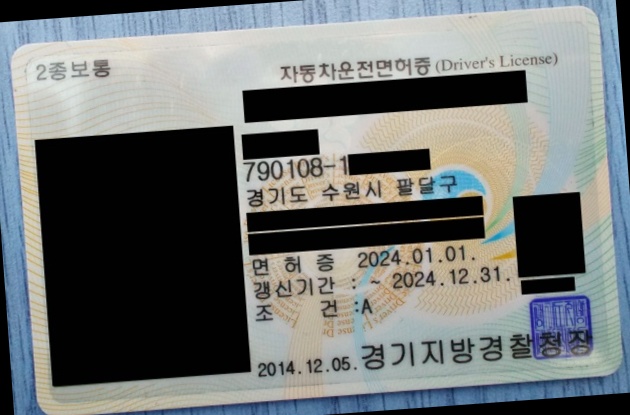 2종보통
자동차운전면허증 (Driver's License)
790108-1
경기도 수원시 팔달구
면 허 증 2024.01.01.
갱신기간 : ~ 2024.12.31.
조 건 :A
2014.12.05. 경기지방경찰청장